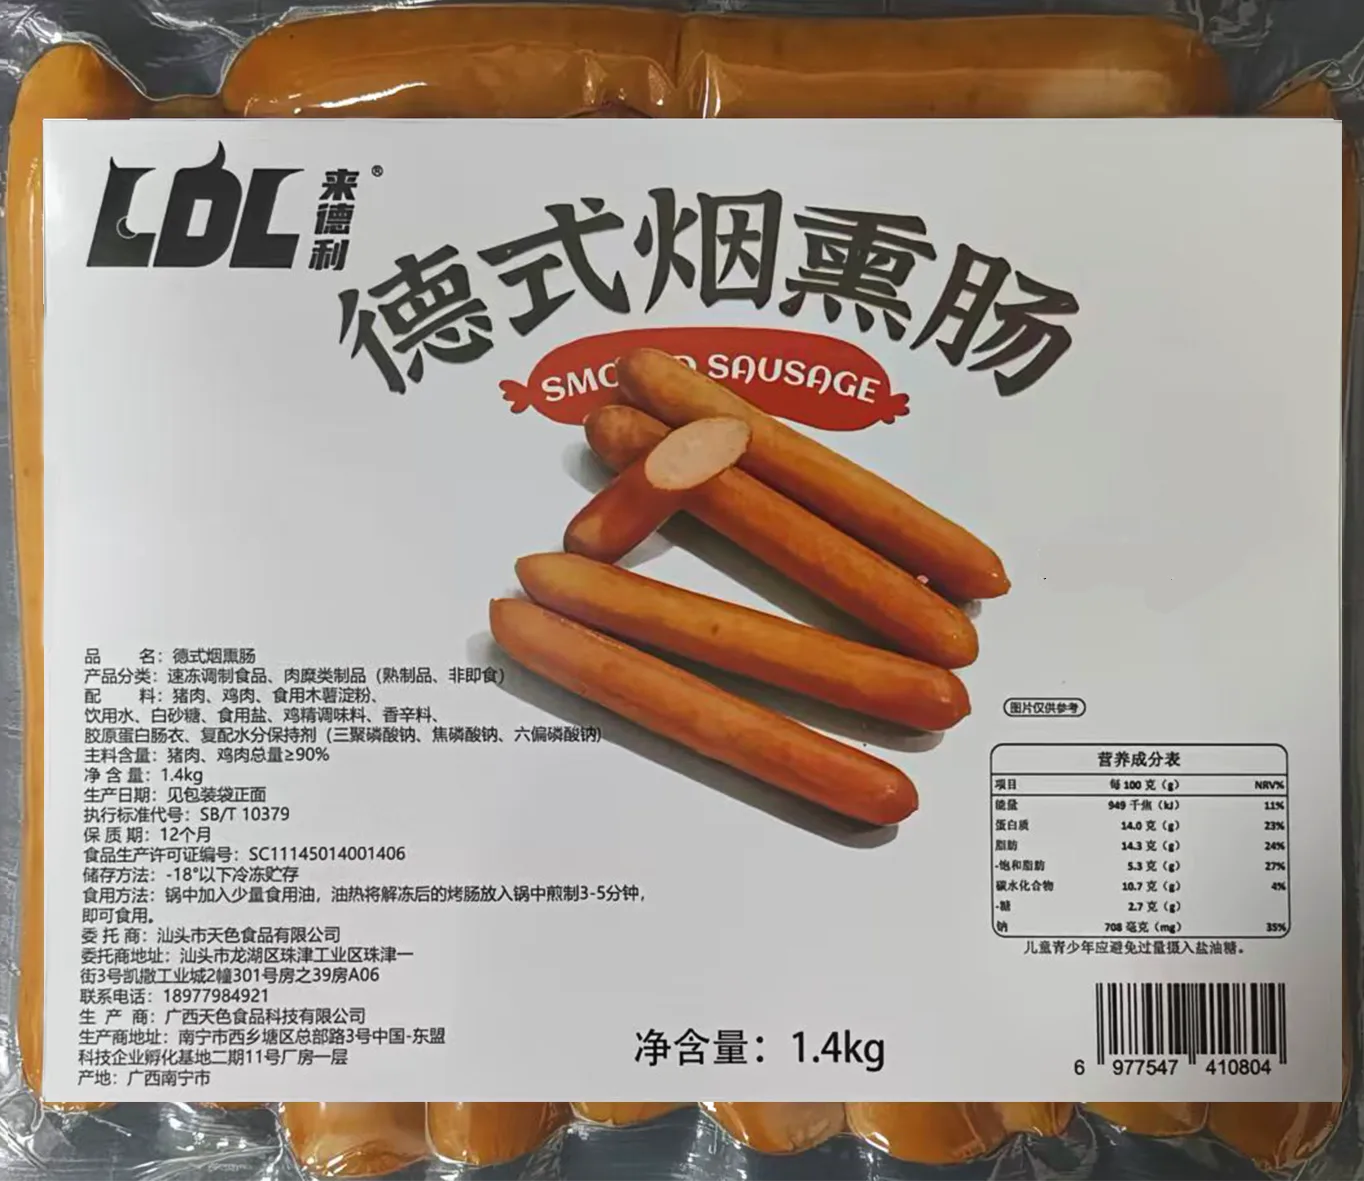 LDL 来德利®
德式烟熏肠
SMO D SAUSAGE
品 名：德式烟熏肠
产品分类：速冻调制食品、肉糜类制品（熟制品、非即食）
配 料：猪肉、鸡肉、食用木薯淀粉、
饮用水、白砂糖、食用盐、鸡精调味料、香辛料、
胶原蛋白肠衣、复配水分保持剂（三聚磷酸钠、焦磷酸钠、六偏磷酸钠）
主料含量：猪肉、鸡肉总量≥90%
净 含 量：1.4kg
生产日期：见包装袋正面
执行标准代号：SB/T 10379
保 质 期：12个月
食品生产许可证编号：SC11145014001406
储存方法：-18°以下冷冻贮存
食用方法：锅中加入少量食用油，油热将解冻后的烤肠放入锅中煎制3-5分钟，
即可食用。
委 托 商：汕头市天色食品有限公司
委托商地址：汕头市龙湖区珠津工业区珠津一
街3号凯撒工业城2幢301号房之39房A06
联系电话：18977984921
生 产 商：广西天色食品科技有限公司
生产商地址：南宁市西乡塘区总部路3号中国-东盟
科技企业孵化基地二期11号厂房一层
产地：广西南宁市
净含量：1.4kg
图片仅供参考
营养成分表
项目 每 100 克（g） NRV%
能量 949 千焦（kJ） 11%
蛋白质 14.0 克（g） 23%
脂肪 14.3 克（g） 24%
-饱和脂肪 5.3 克（g） 27%
碳水化合物 10.7 克（g） 4%
-糖 2.7 克（g）
钠 708 毫克（mg） 35%
儿童青少年应避免过量摄入盐油糖。
6 977547 410804